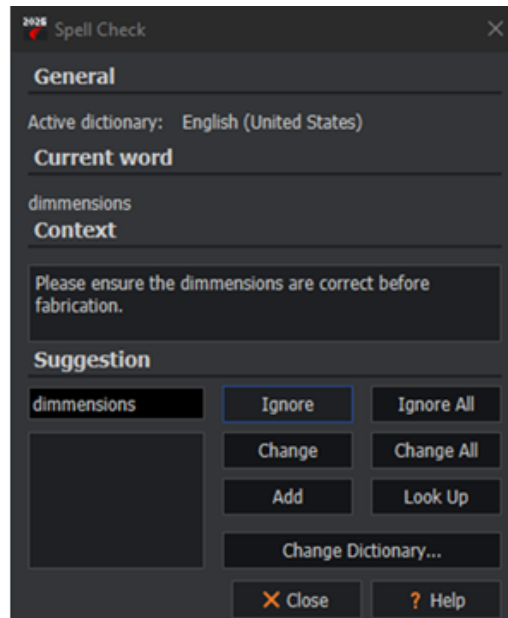 2026
Spell Check
General
Active dictionary: English (United States)
Current word
dimmensions
Context
Please ensure the dimmensions are correct before
fabrication.
Suggestion
dimmensions
Ignore
Ignore All
Change
Change All
Add
Look Up
Change Dictionary...
Close
? Help